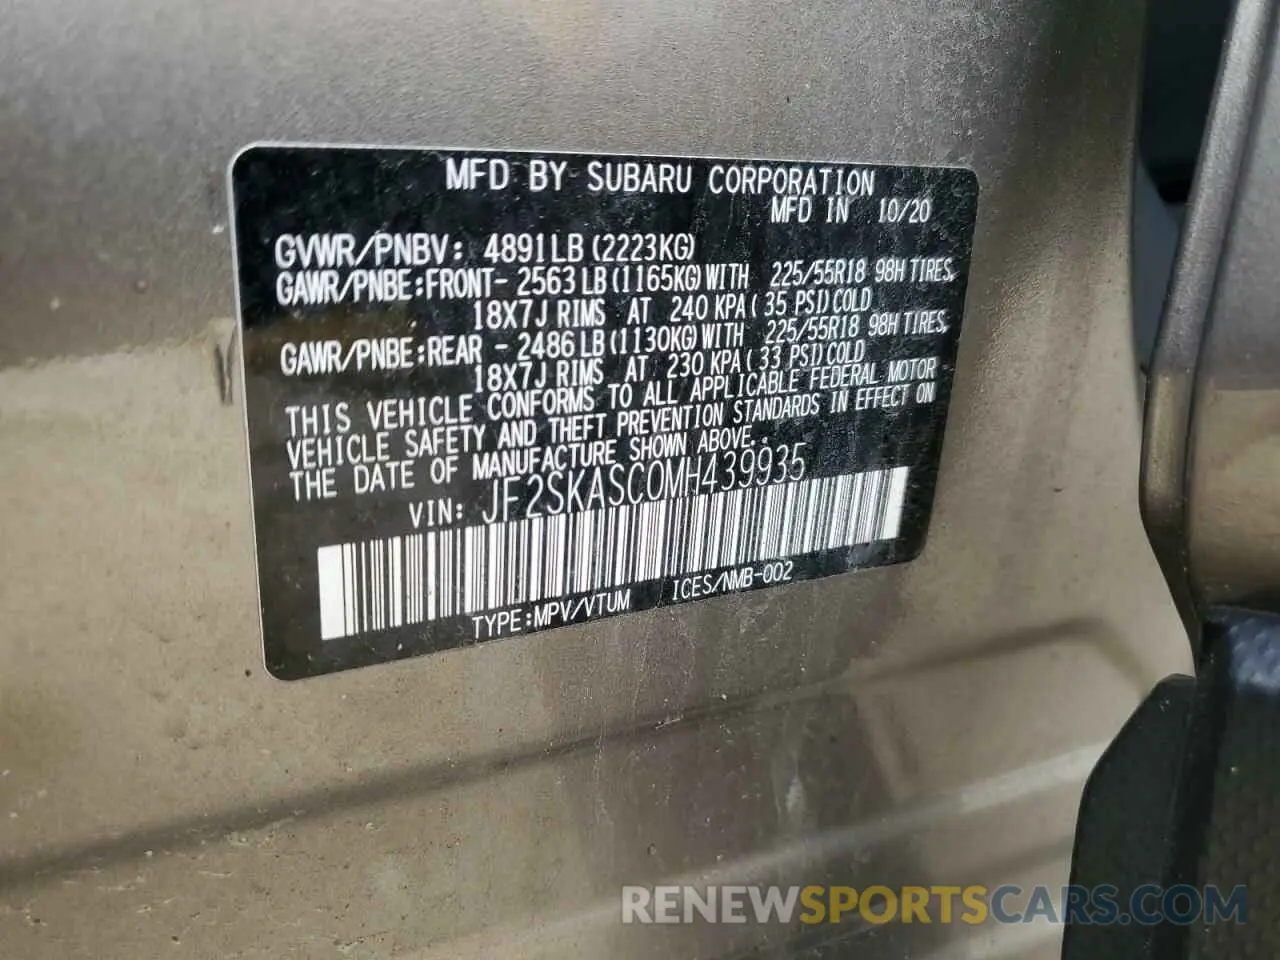 MFD BY SUBARU CORPORATION
MFD IN 10/20
GVWR/PNBV: 4891LB(2223KG)
GAWR/PNBE:FRONT- 2563LB(1165KG)WITH 225/55R18 98H TIRES,
18X7J RIMS AT 240 KPA( 35 PSI)COLD
GAWR/PNBE:REAR - 2486LB(1130KG)WITH 225/55R18 98H TIRES,
18X7J RIMS AT 230 KPA( 33 PSI)COLD
THIS VEHICLE CONFORMS TO ALL APPLICABLE FEDERAL MOTOR
VEHICLE SAFETY AND THEFT PREVENTION STANDARDS IN EFFECT ON
THE DATE OF MANUFACTURE SHOWN ABOVE.
VIN: JF2SKASC0MH439935
TYPE:MPV/VTUM ICES/NMB-002
RENEWSPORTSCARS.COM